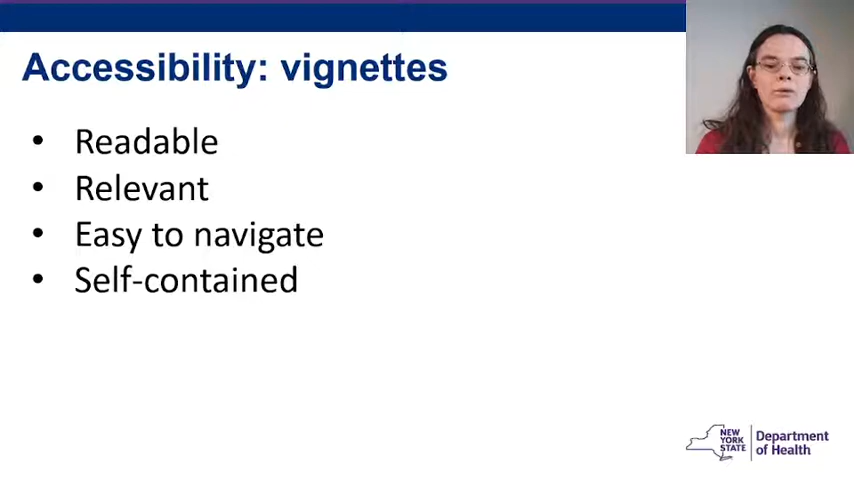 Accessibility: vignettes
• Readable
• Relevant
• Easy to navigate
• Self-contained
NEW
YORK
STATE
Department
of Health